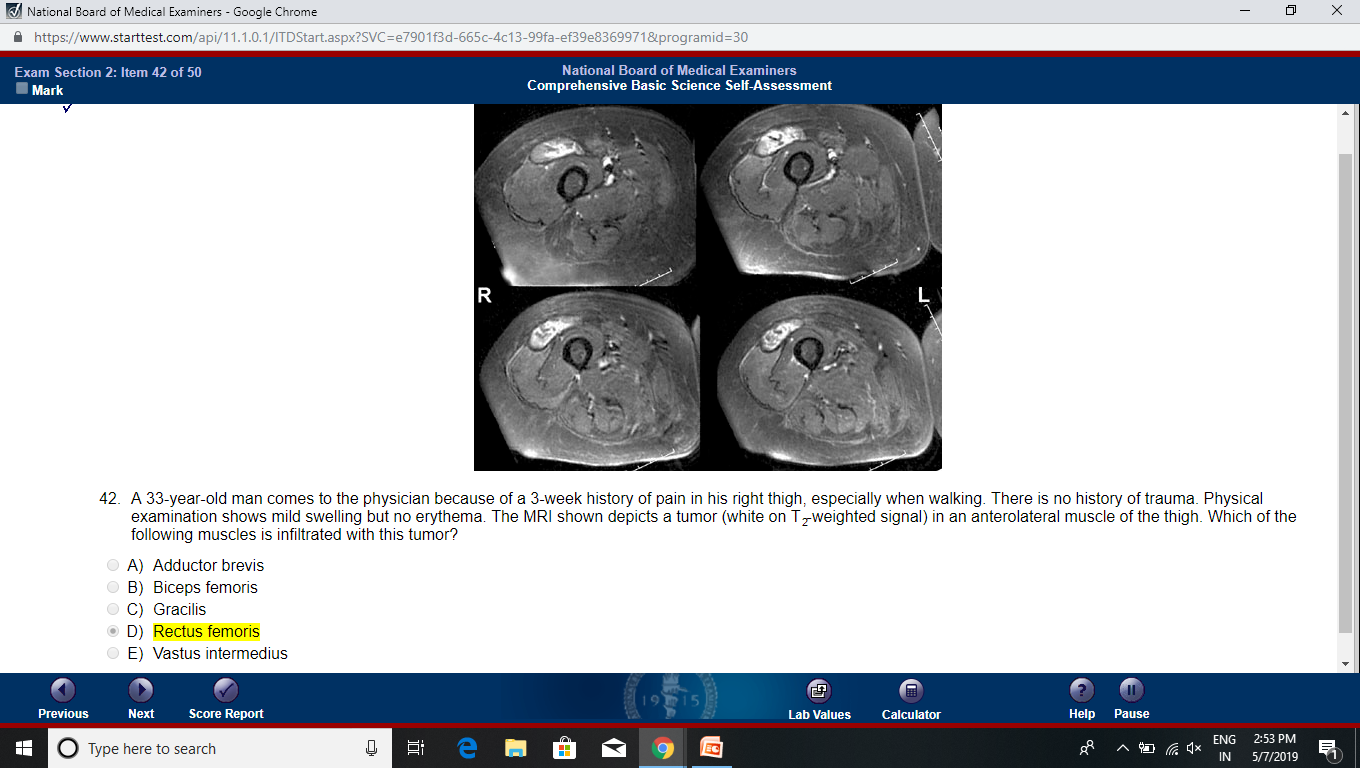 National Board of Medical Examiners - Google Chrome
https://www.starttest.com/api/11.1.0.1/ITDStart.aspx?SVC=e7901f3d-665c-4c13-99fa-ef39e8369971&programid=30
Exam Section 2: Item 42 of 50
National Board of Medical Examiners
Mark
Comprehensive Basic Science Self-Assessment
R
L
42. A 33-year-old man comes to the physician because of a 3-week history of pain in his right thigh, especially when walking. There is no history of trauma. Physical
examination shows mild swelling but no erythema. The MRI shown depicts a tumor (white on T2-weighted signal) in an anterolateral muscle of the thigh. Which of the
following muscles is infiltrated with this tumor?
A) Adductor brevis
B) Biceps femoris
C) Gracilis
D) Rectus femoris
E) Vastus intermedius
Previous
Next
Score Report
1915
Lab Values
Calculator
Help
Pause
Type here to search
ENG
IN
2:53 PM
5/7/2019
1